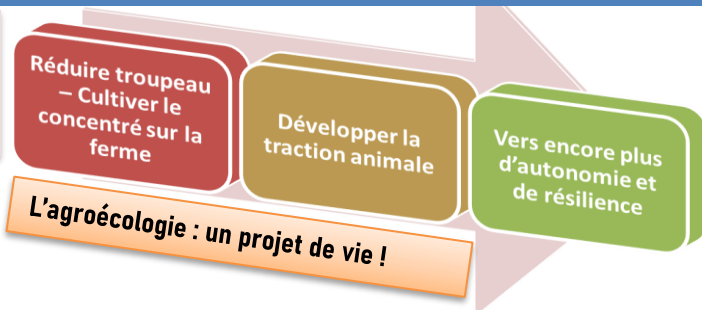 Réduire troupeau
– Cultiver le
concentré sur la
ferme
Développer la
traction animale
Vers encore plus
d'autonomie et
de résilience
L'agroécologie : un projet de vie !